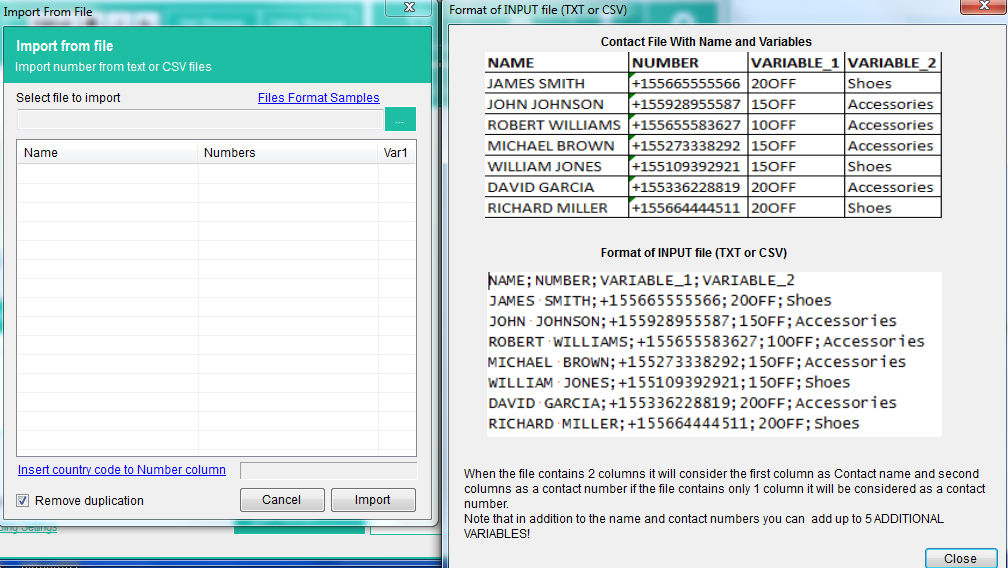 Import From File
Import from file
Import number from text or CSV files
Select file to import
Files Format Samples
...
Name Numbers Var1
Insert country code to Number column
Remove duplication
Cancel Import
Format of INPUT file (TXT or CSV)
Contact File With Name and Variables
NAME NUMBER VARIABLE_1 VARIABLE_2
JAMES SMITH +155665555566 20OFF Shoes
JOHN JOHNSON +155928955587 15OFF Accessories
ROBERT WILLIAMS +155655583627 10OFF Accessories
MICHAEL BROWN +155273338292 15OFF Accessories
WILLIAM JONES +155109392921 15OFF Shoes
DAVID GARCIA +155336228819 20OFF Accessories
RICHARD MILLER +155664444511 20OFF Shoes
Format of INPUT file (TXT or CSV)
NAME;NUMBER;VARIABLE_1;VARIABLE_2
JAMES SMITH;+155665555566;20OFF;Shoes
JOHN JOHNSON;+155928955587;15OFF;Accessories
ROBERT WILLIAMS;+155655583627;10OFF;Accessories
MICHAEL BROWN;+155273338292;15OFF;Accessories
WILLIAM JONES;+155109392921;15OFF;Shoes
DAVID GARCIA;+155336228819;20OFF;Accessories
RICHARD MILLER;+155664444511;20OFF;Shoes
When the file contains 2 columns it will consider the first column as Contact name and second
columns as a contact number if the file contains only 1 column it will be considered as a contact
number.
Note that in addition to the name and contact numbers you can add up to 5 ADDITIONAL
VARIABLES!
Close